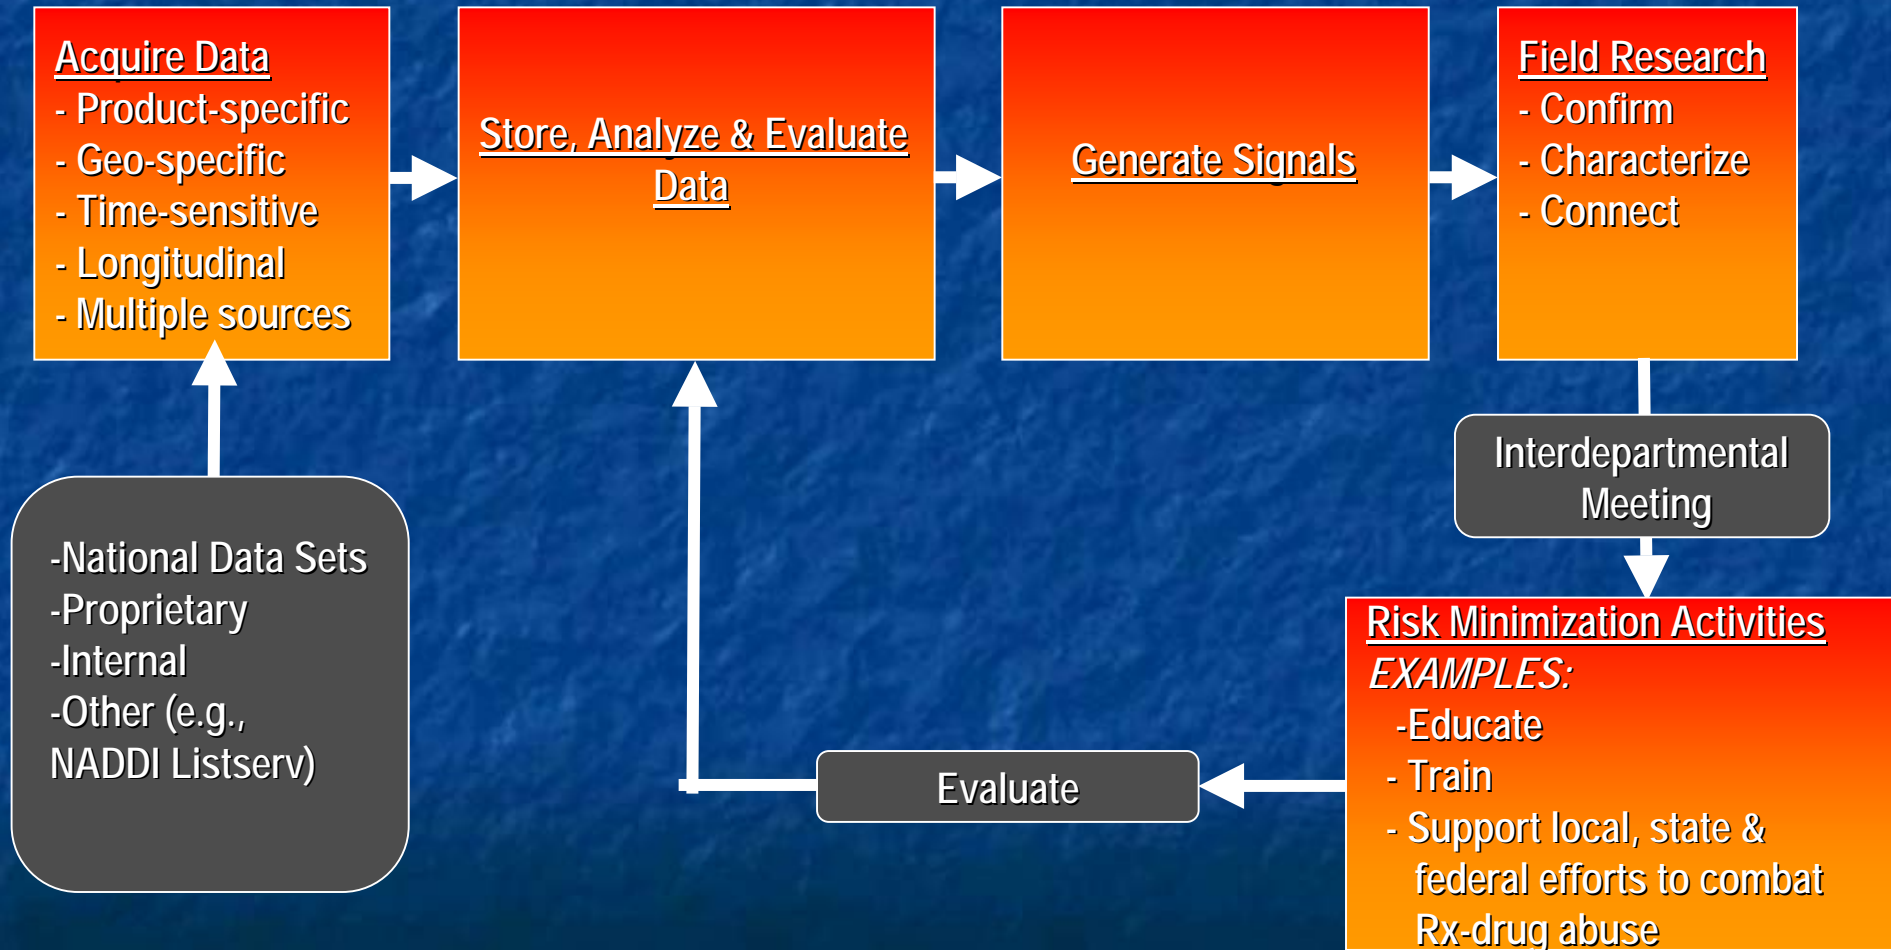 Acquire Data
- Product-specific
- Geo-specific
- Time-sensitive
- Longitudinal
- Multiple sources
Store, Analyze & Evaluate
Data
Generate Signals
Field Research
- Confirm
- Characterize
- Connect
Interdepartmental
Meeting
-National Data Sets
-Proprietary
-Internal
-Other (e.g.,
NADDI Listserv)
Evaluate
Risk Minimization Activities
EXAMPLES:
-Educate
- Train
- Support local, state &
federal efforts to combat
Rx-drug abuse